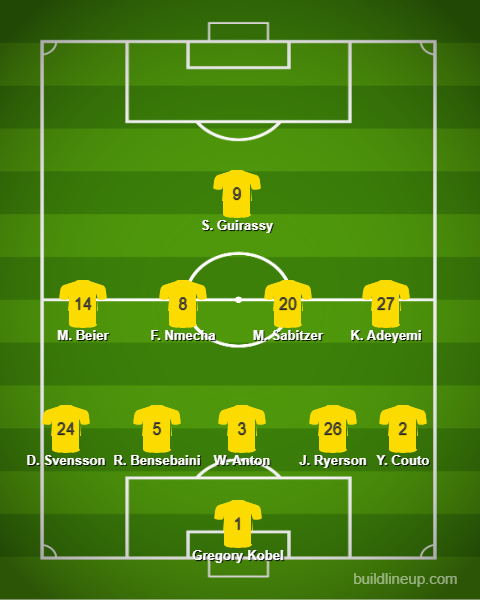 9
S. Guirassy
14 8 20 27
M. Beier F. Nmecha M. Sabitzer K. Adeyemi
24 5 3 26 2
D. Svensson R. Bensebaini W. Anton J. Ryerson Y. Couto
1
Gregory Kobel
buildlineup.com